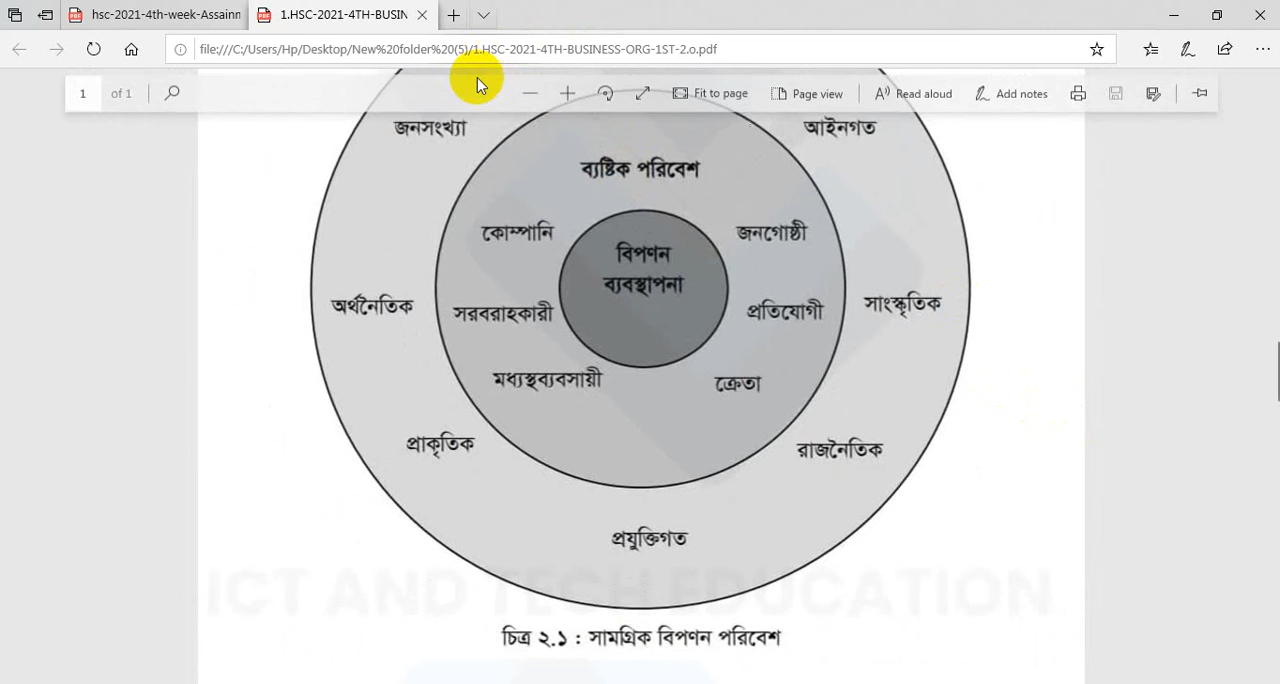 hsc-2021-4th-week-Assainn
1.HSC-2021-4TH-BUSIN
file:///C:/Users/Hp/Desktop/New%20folder%20(5)/1.HSC-2021-4TH-BUSINESS-ORG-1ST-2.o.pdf
1 of 1 Fit to page Page view Read aloud Add notes
জনসংখ্যা আইনগত
ব্যষ্টিক পরিবেশ
কোম্পানি জনগোষ্ঠী
বিপণন
ব্যবস্থাপনা
অর্থনৈতিক সরবরাহকারী প্রতিযোগী সাংস্কৃতিক
মধ্যস্থব্যবসায়ী ক্রেতা
প্রাকৃতিক রাজনৈতিক
প্রযুক্তিগত
ICT AND TECH EDUCATION
চিত্র ২.১ : সামগ্রিক বিপণন পরিবেশ